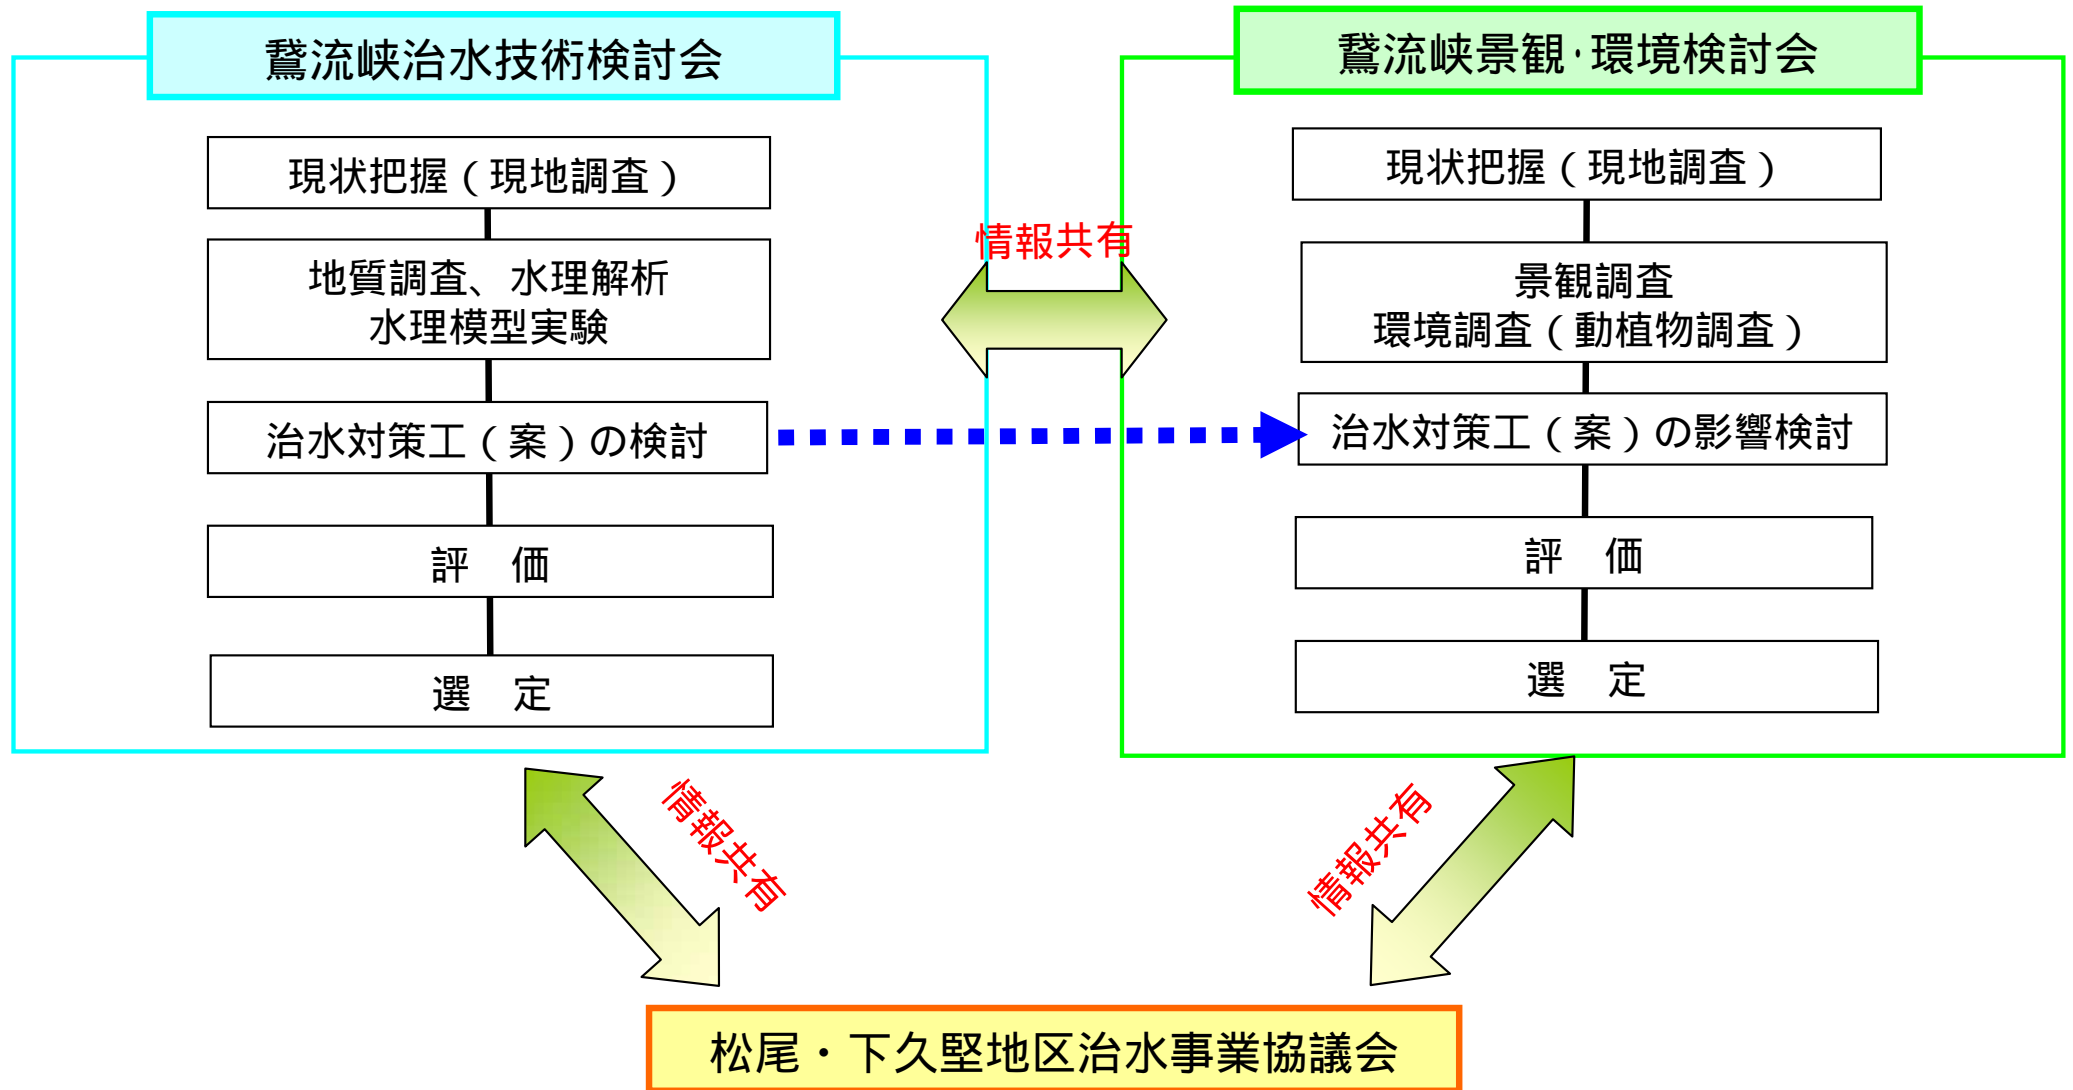 鵞流峡治水技術検討会
現状把握（現地調査）
地質調査、水理解析
水理模型実験
治水対策工（案）の検討
評　価
選　定
情報共有
鵞流峡景観･環境検討会
現状把握（現地調査）
景観調査
環境調査（動植物調査）
治水対策工（案）の影響検討
評　価
選　定
情報共有
情報共有
松尾・下久堅地区治水事業協議会